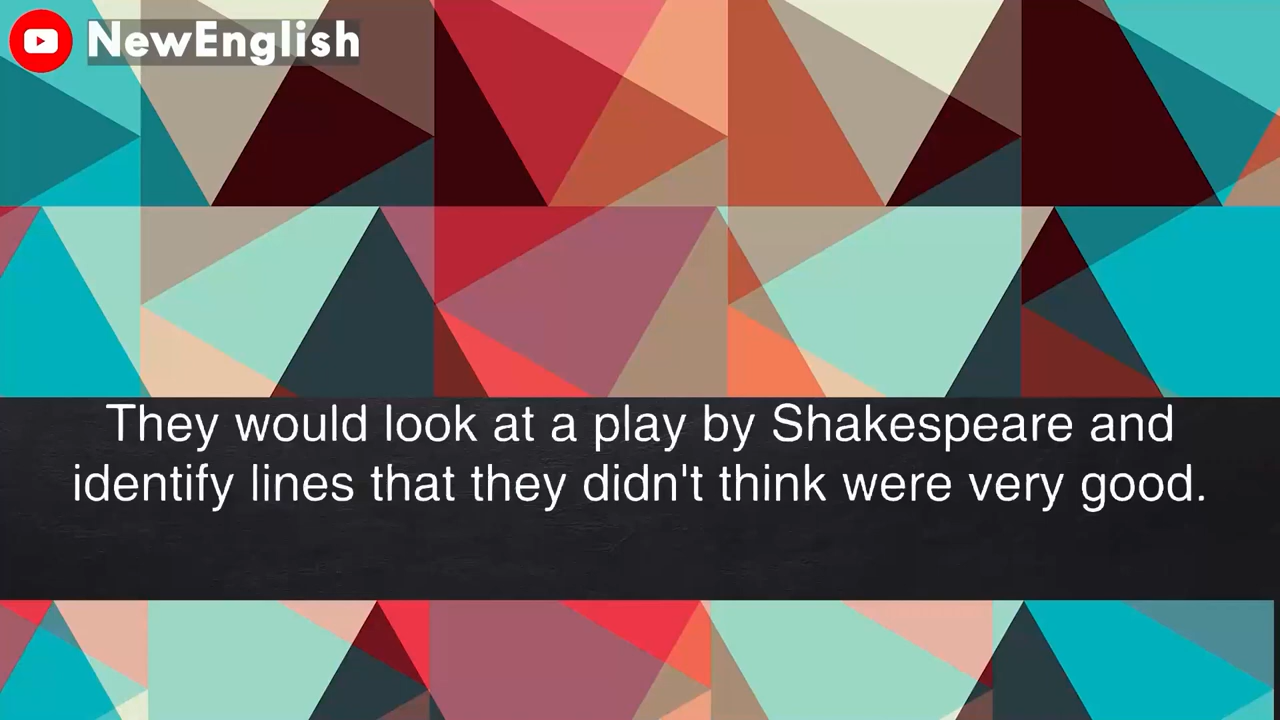 NewEnglish
They would look at a play by Shakespeare and
identify lines that they didn't think were very good.